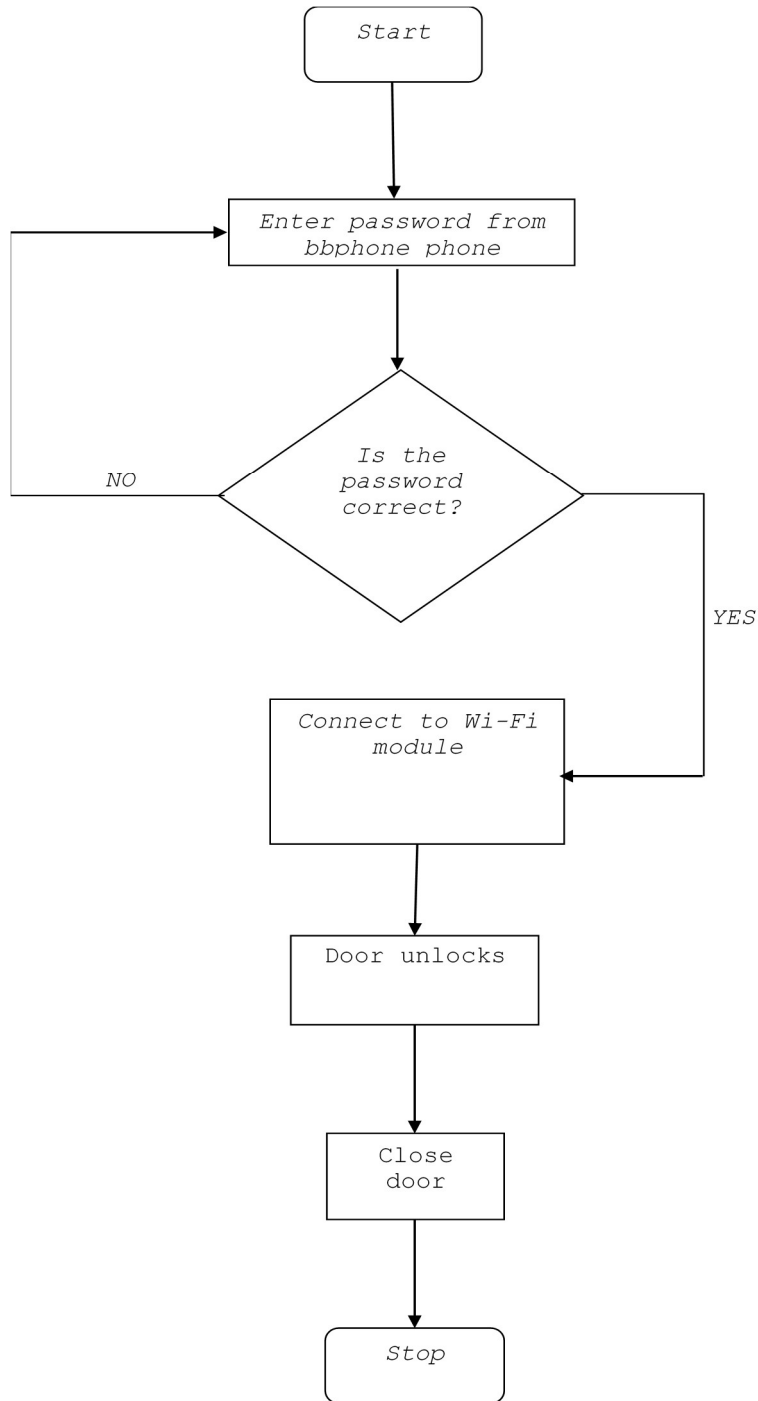 Start
Enter password from
bbphone phone
Is the
password
correct?
NO
YES
Connect to Wi-Fi
module
Door unlocks
Close
door
Stop